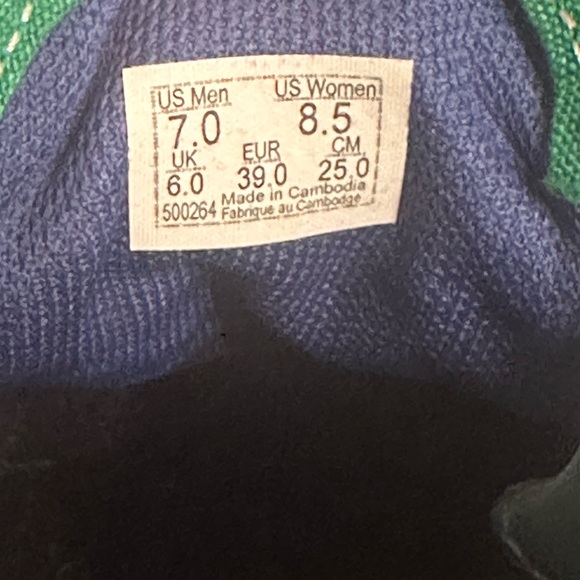 US Men US Women
7.0 8.5
UK EUR CM
6.0 39.0 25.0
500264 Made in Cambodia
Fabriqué au Cambodge